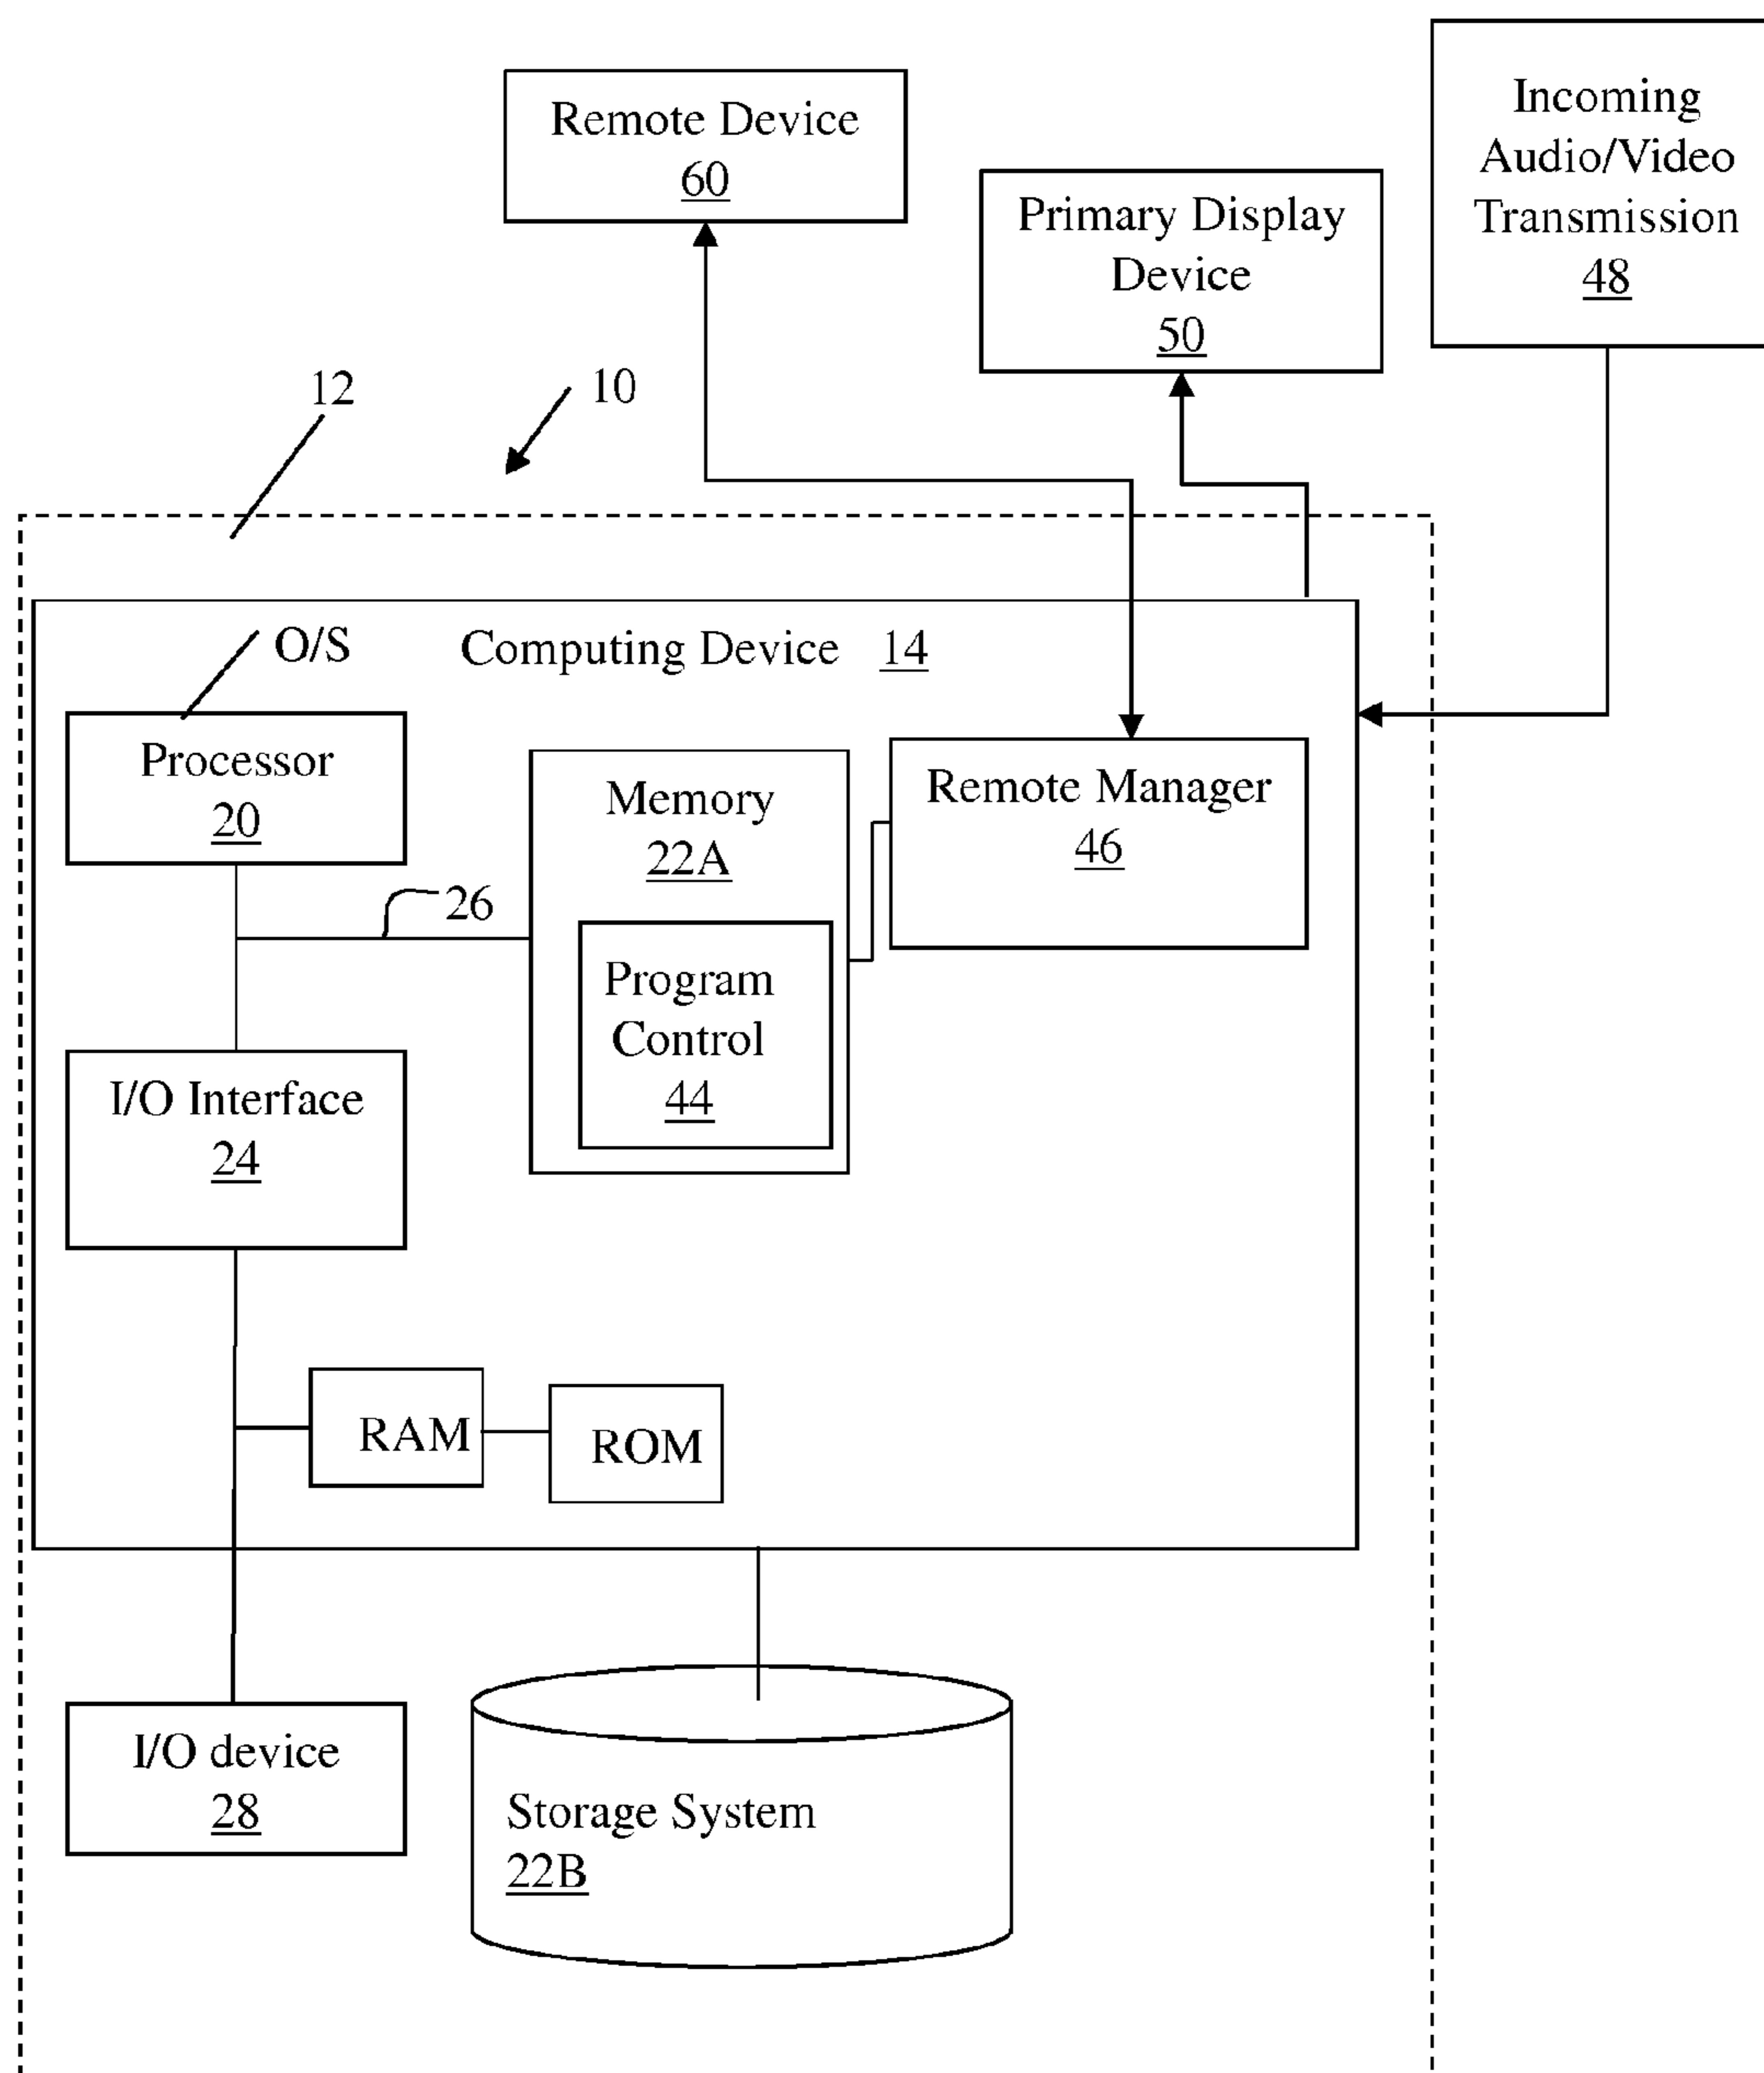 Incoming
Audio/Video
Transmission
48
Remote Device
60
Primary Display
Device
50
12
10
O/S
Computing Device 14
Processor
20
Memory
22A
Remote Manager
46
26
Program
Control
44
I/O Interface
24
RAM
ROM
I/O device
28
Storage System
22B